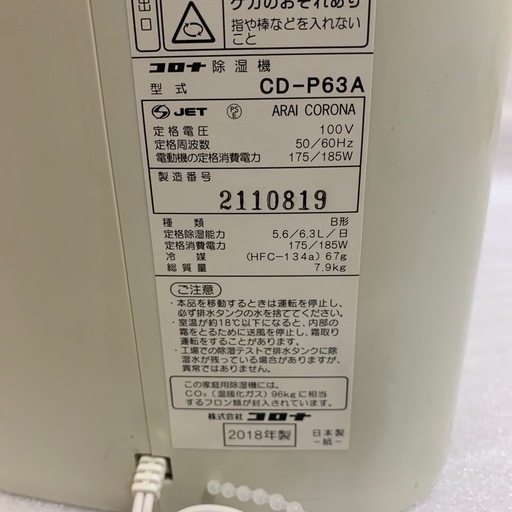 出口
ケガのおそれあり
指や棒などを入れない
こと
コロナ 除湿機
型式 CD-P63A
JET PS E ARAI CORONA
定格電圧 100V
定格周波数 50/60Hz
電動機の定格消費電力 175/185W
製造番号
2110819
種類 B形
定格除湿能力 5.6/6.3L/日
定格消費電力 175/185W
冷媒 (HFC-134a) 67g
総質量 7.9kg
ご注意
・本品を移動するときは運転を停止し、
必ず排水タンクの水を捨ててください。
・室温が約18℃以下になると、内部の
霜をとるために送風を停止し、霜取り
運転をすることがあります。
・工場での除湿テストで排水タンクに除
湿水が残っている場合がありますが、
異常ではありません。
この家庭用除湿機には、
CO₂(温暖化ガス)96kgに相当
するフロン類が封入されています。
株式会社 コロナ
2018年製
日本製
-紙-